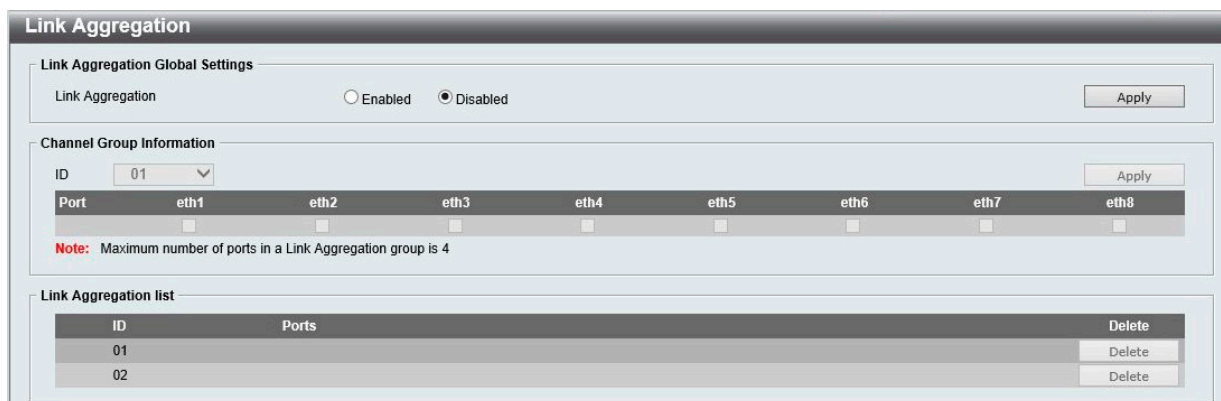 Link Aggregation
Link Aggregation Global Settings
Link Aggregation Enabled Disabled Apply
Channel Group Information
ID 01 Apply
Port eth1 eth2 eth3 eth4 eth5 eth6 eth7 eth8
Note: Maximum number of ports in a Link Aggregation group is 4
Link Aggregation list
ID Ports Delete
01 Delete
02 Delete